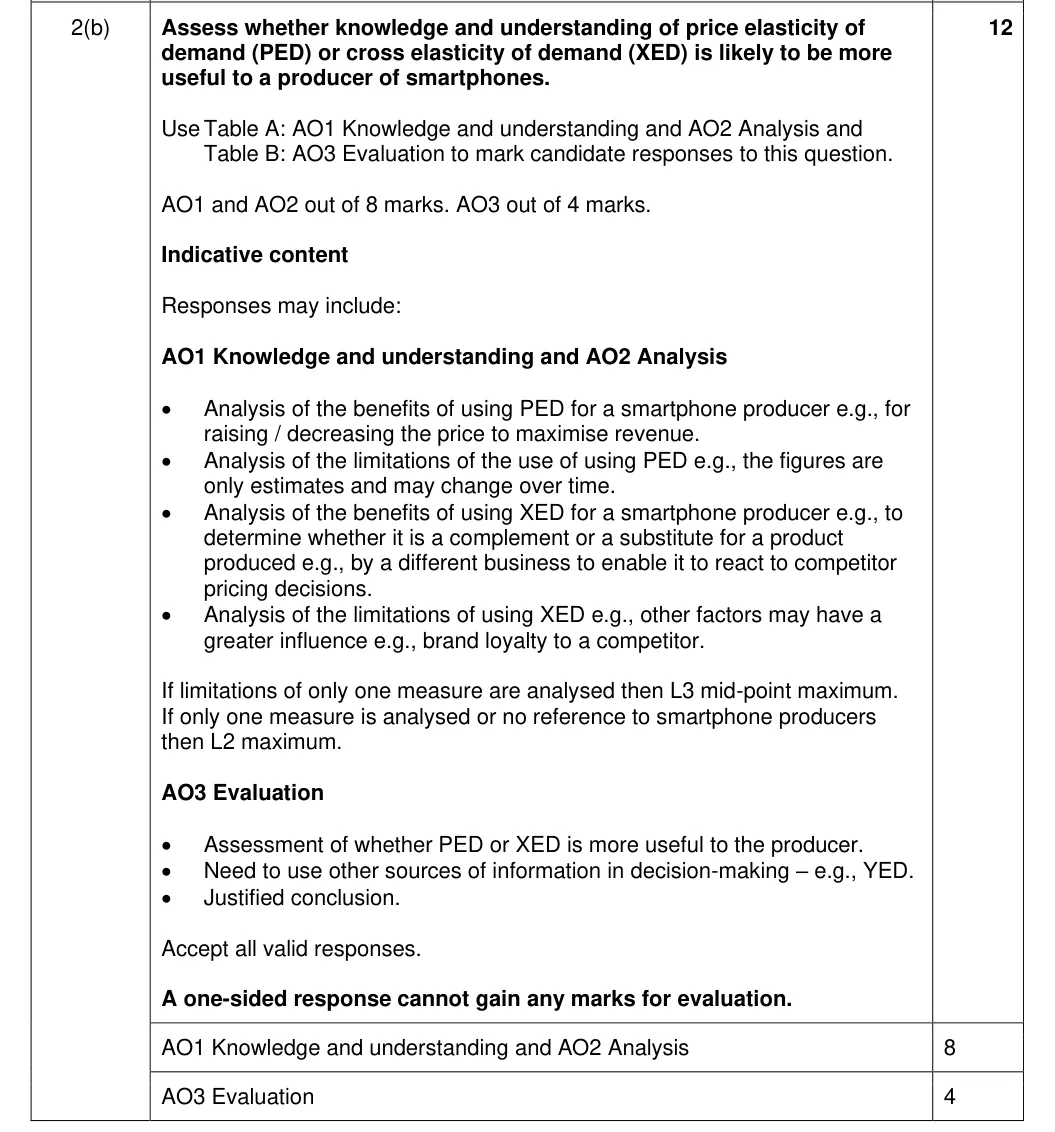 2(b)
Assess whether knowledge and understanding of price elasticity of
demand (PED) or cross elasticity of demand (XED) is likely to be more
useful to a producer of smartphones.
12
Use Table A: AO1 Knowledge and understanding and AO2 Analysis and
Table B: AO3 Evaluation to mark candidate responses to this question.
AO1 and AO2 out of 8 marks. AO3 out of 4 marks.
Indicative content
Responses may include:
AO1 Knowledge and understanding and AO2 Analysis
• Analysis of the benefits of using PED for a smartphone producer e.g., for
raising / decreasing the price to maximise revenue.
• Analysis of the limitations of the use of using PED e.g., the figures are
only estimates and may change over time.
• Analysis of the benefits of using XED for a smartphone producer e.g., to
determine whether it is a complement or a substitute for a product
produced e.g., by a different business to enable it to react to competitor
pricing decisions.
• Analysis of the limitations of using XED e.g., other factors may have a
greater influence e.g., brand loyalty to a competitor.
If limitations of only one measure are analysed then L3 mid-point maximum.
If only one measure is analysed or no reference to smartphone producers
then L2 maximum.
AO3 Evaluation
• Assessment of whether PED or XED is more useful to the producer.
• Need to use other sources of information in decision-making – e.g., YED.
• Justified conclusion.
Accept all valid responses.
A one-sided response cannot gain any marks for evaluation.
AO1 Knowledge and understanding and AO2 Analysis
8
AO3 Evaluation
4